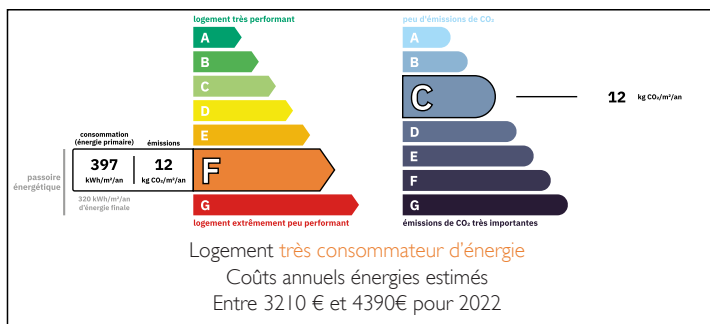 logement très performant
A
B
C
D
E
consommation
(énergie primaire)
émissions
397
kWh/m²/an
12
kg CO₂/m²/an
F
passoire
énergétique
320 kWh/m²/an
d'énergie finale
G
logement extrêmement peu performant
peu d'émissions de CO₂
A
B
C
12 kg CO₂/m²/an
D
E
F
G
émissions de CO₂ très importantes
Logement très consommateur d'énergie
Coûts annuels énergies estimés
Entre 3210 € et 4390€ pour 2022